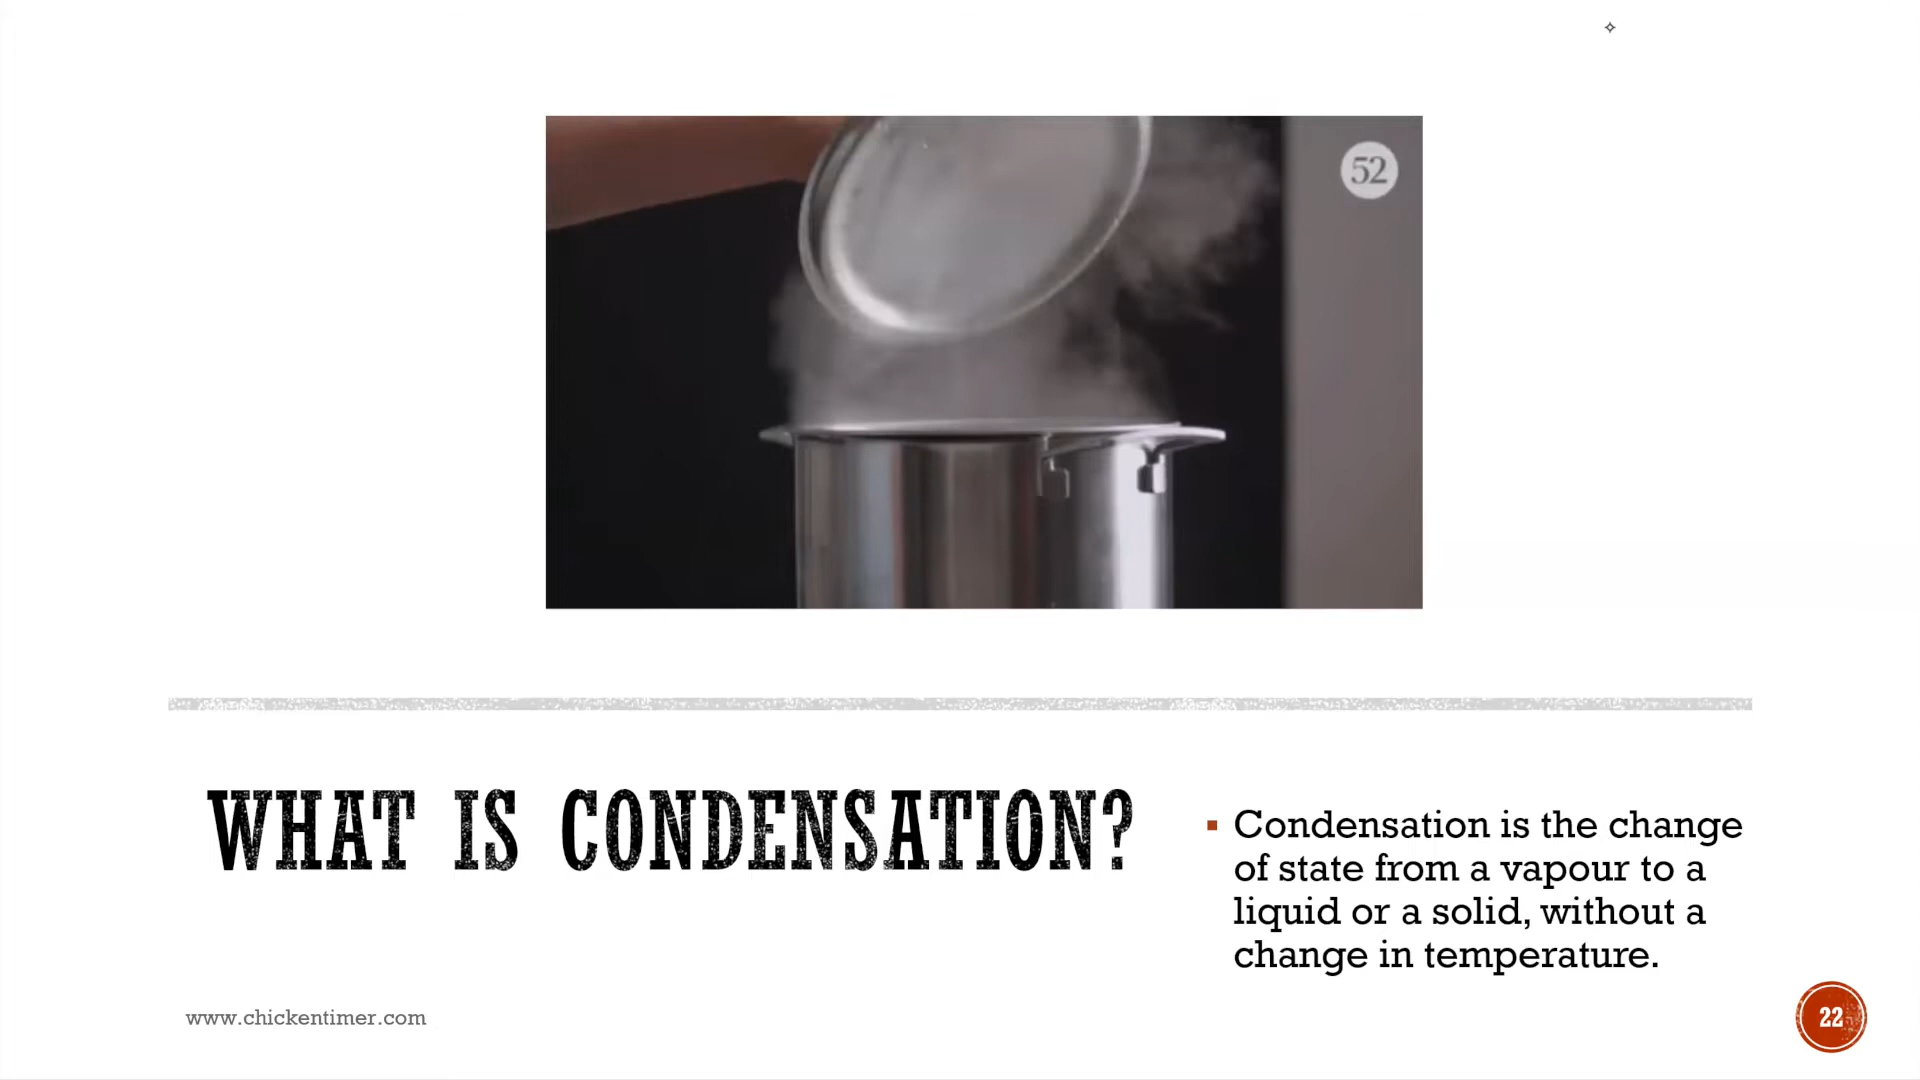 52
WHAT IS CONDENSATION?
Condensation is the change
of state from a vapour to a
liquid or a solid, without a
change in temperature.
www.chickentimer.com
22